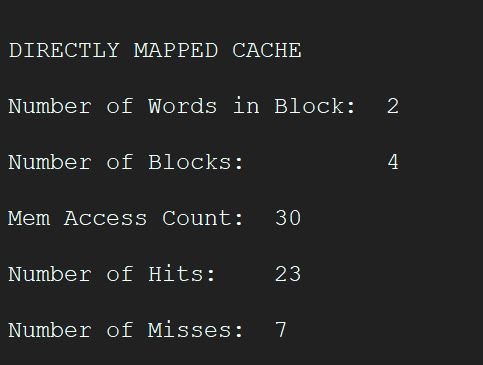 DIRECTLY MAPPED CACHE
Number of Words in Block:  2
Number of Blocks:          4
Mem Access Count:  30
Number of Hits:    23
Number of Misses:  7